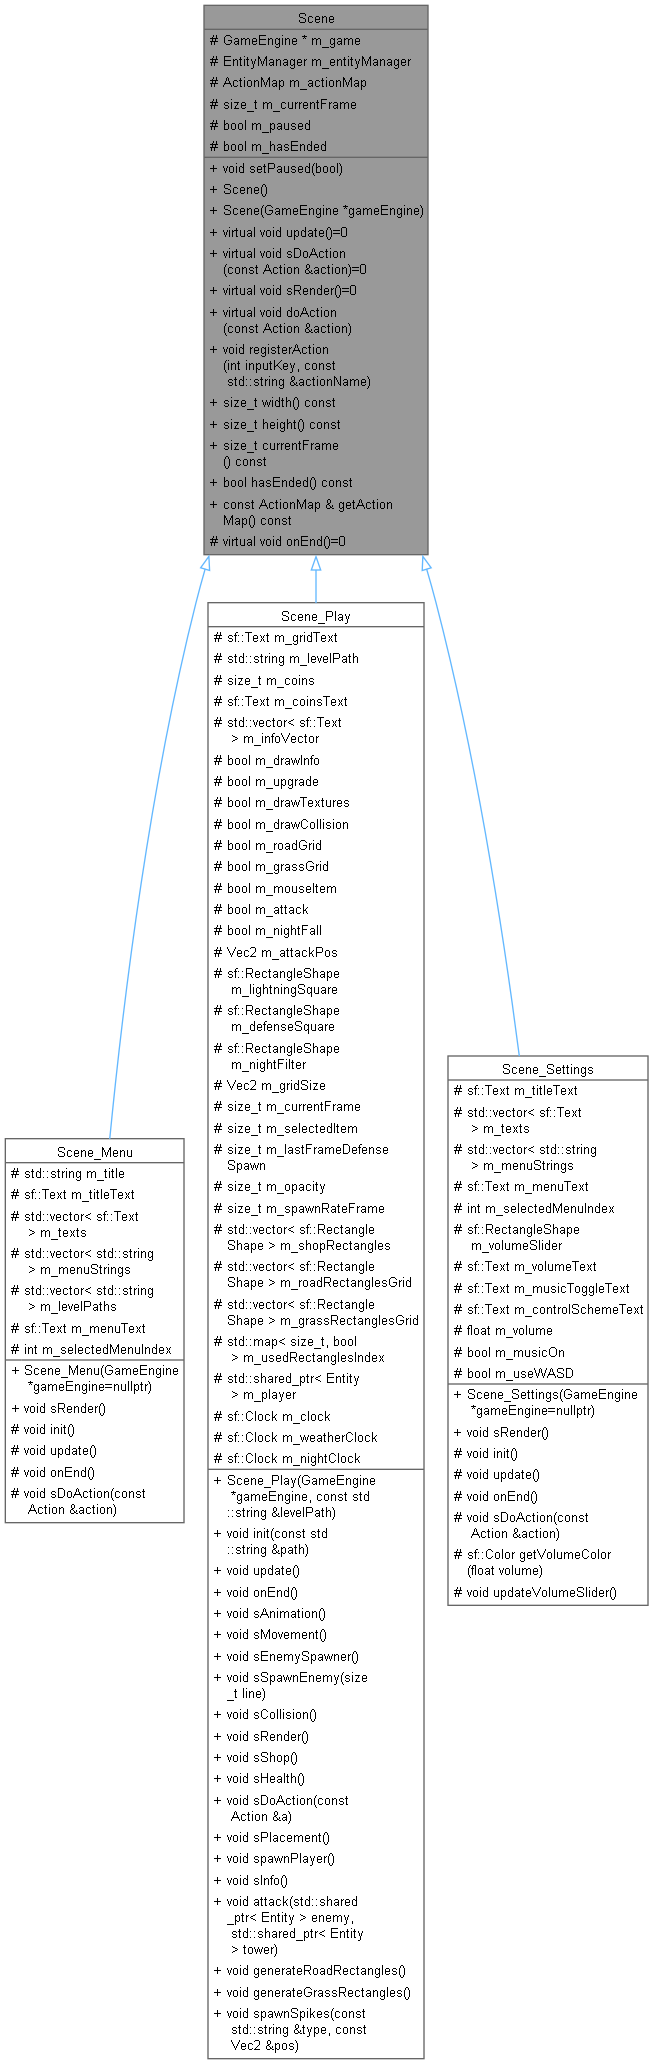 Scene
# GameEngine * m_game
# EntityManager m_entityManager
# ActionMap m_actionMap
# size_t m_currentFrame
# bool m_paused
# bool m_hasEnded
+ void setPaused(bool)
+ Scene()
+ Scene(GameEngine *gameEngine)
+ virtual void update()=0
+ virtual void sDoAction
(const Action &action)=0
+ virtual void sRender()=0
+ virtual void doAction
(const Action &action)
+ void registerAction
(int inputKey, const
std::string &actionName)
+ size_t width() const
+ size_t height() const
+ size_t currentFrame
() const
+ bool hasEnded() const
+ const ActionMap & getAction
Map() const
# virtual void onEnd()=0
Scene_Menu
# std::string m_title
# sf::Text m_titleText
# std::vector< sf::Text
> m_texts
# std::vector< std::string
> m_menuStrings
# std::vector< std::string
> m_levelPaths
# sf::Text m_menuText
# int m_selectedMenuIndex
+ Scene_Menu(GameEngine
*gameEngine=nullptr)
+ void sRender()
# void init()
# void update()
# void onEnd()
# void sDoAction(const
Action &action)
Scene_Play
# sf::Text m_gridText
# std::string m_levelPath
# size_t m_coins
# sf::Text m_coinsText
# std::vector< sf::Text
> m_infoVector
# bool m_drawInfo
# bool m_upgrade
# bool m_drawTextures
# bool m_drawCollision
# bool m_roadGrid
# bool m_grassGrid
# bool m_mouseItem
# bool m_attack
# bool m_nightFall
# Vec2 m_attackPos
# sf::RectangleShape
m_lightningSquare
# sf::RectangleShape
m_defenseSquare
# sf::RectangleShape
m_nightFilter
# Vec2 m_gridSize
# size_t m_currentFrame
# size_t m_selectedItem
# size_t m_lastFrameDefense
Spawn
# size_t m_opacity
# size_t m_spawnRateFrame
# std::vector< sf::Rectangle
Shape > m_shopRectangles
# std::vector< sf::Rectangle
Shape > m_roadRectanglesGrid
# std::vector< sf::Rectangle
Shape > m_grassRectanglesGrid
# std::map< size_t, bool
> m_usedRectanglesIndex
# std::shared_ptr< Entity
> m_player
# sf::Clock m_clock
# sf::Clock m_weatherClock
# sf::Clock m_nightClock
+ Scene_Play(GameEngine
*gameEngine, const std
::string &levelPath)
+ void init(const std
::string &path)
+ void update()
+ void onEnd()
+ void sAnimation()
+ void sMovement()
+ void sEnemySpawner()
+ void sSpawnEnemy(size
_t line)
+ void sCollision()
+ void sRender()
+ void sShop()
+ void sHealth()
+ void sDoAction(const
Action &a)
+ void sPlacement()
+ void spawnPlayer()
+ void sInfo()
+ void attack(std::shared
_ptr< Entity > enemy,
std::shared_ptr< Entity
> tower)
+ void generateRoadRectangles()
+ void generateGrassRectangles()
+ void spawnSpikes(const
std::string &type, const
Vec2 &pos)
Scene_Settings
# sf::Text m_titleText
# std::vector< sf::Text
> m_texts
# std::vector< std::string
> m_menuStrings
# sf::Text m_menuText
# int m_selectedMenuIndex
# sf::RectangleShape
m_volumeSlider
# sf::Text m_volumeText
# sf::Text m_musicToggleText
# sf::Text m_controlSchemeText
# float m_volume
# bool m_musicOn
# bool m_useWASD
+ Scene_Settings(GameEngine
*gameEngine=nullptr)
+ void sRender()
# void init()
# void update()
# void onEnd()
# void sDoAction(const
Action &action)
# sf::Color getVolumeColor
(float volume)
# void updateVolumeSlider()